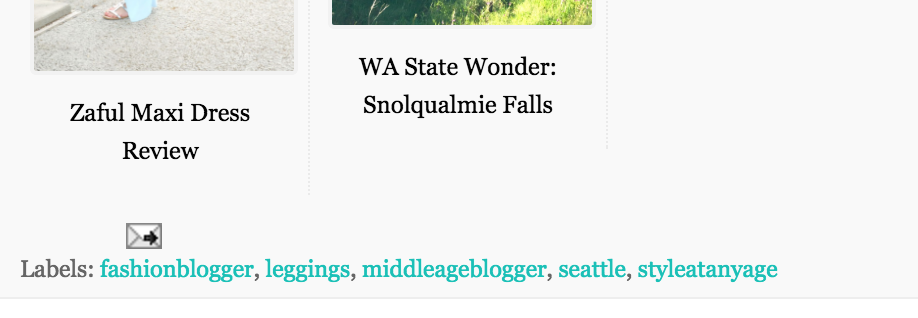 WA State Wonder:
Snolqualmie Falls
Zaful Maxi Dress
Review
Labels: fashionblogger, leggings, middleageblogger, seattle, styleatanyage